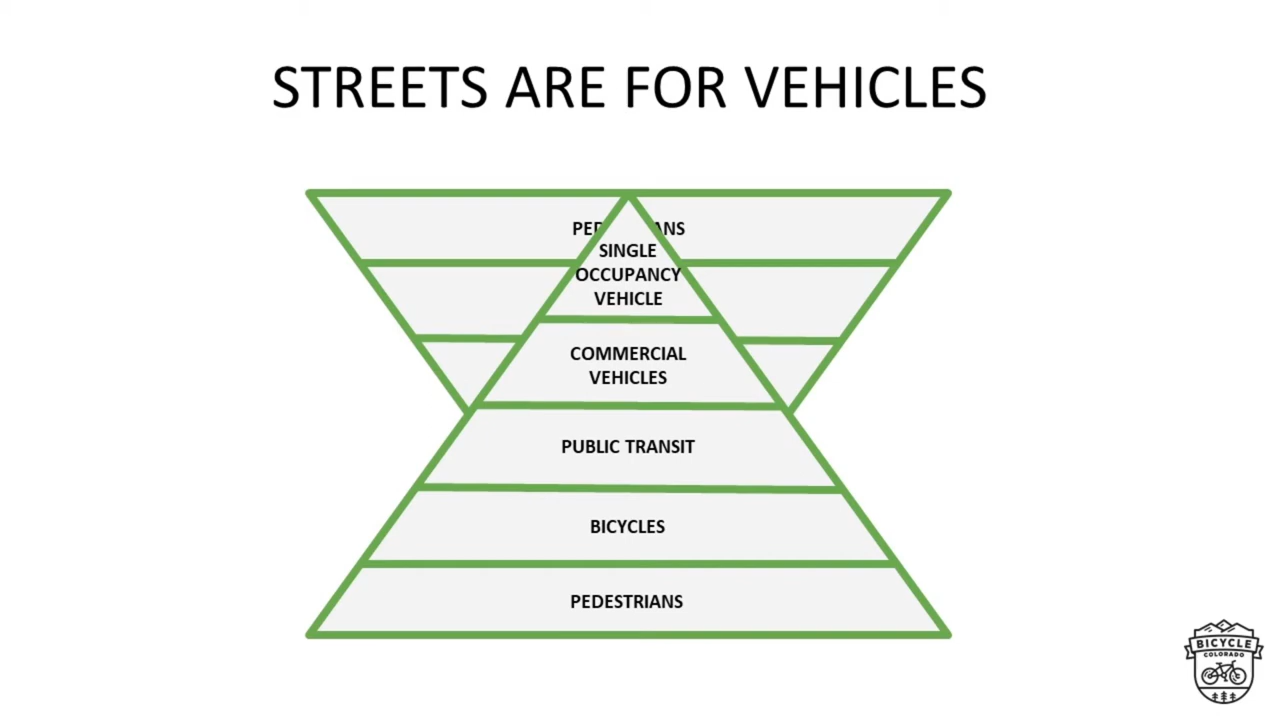 STREETS ARE FOR VEHICLES
SINGLE
OCCUPANCY
VEHICLE
COMMERCIAL
VEHICLES
PUBLIC TRANSIT
BICYCLES
PEDESTRIANS
BICYCLE
COLORADO